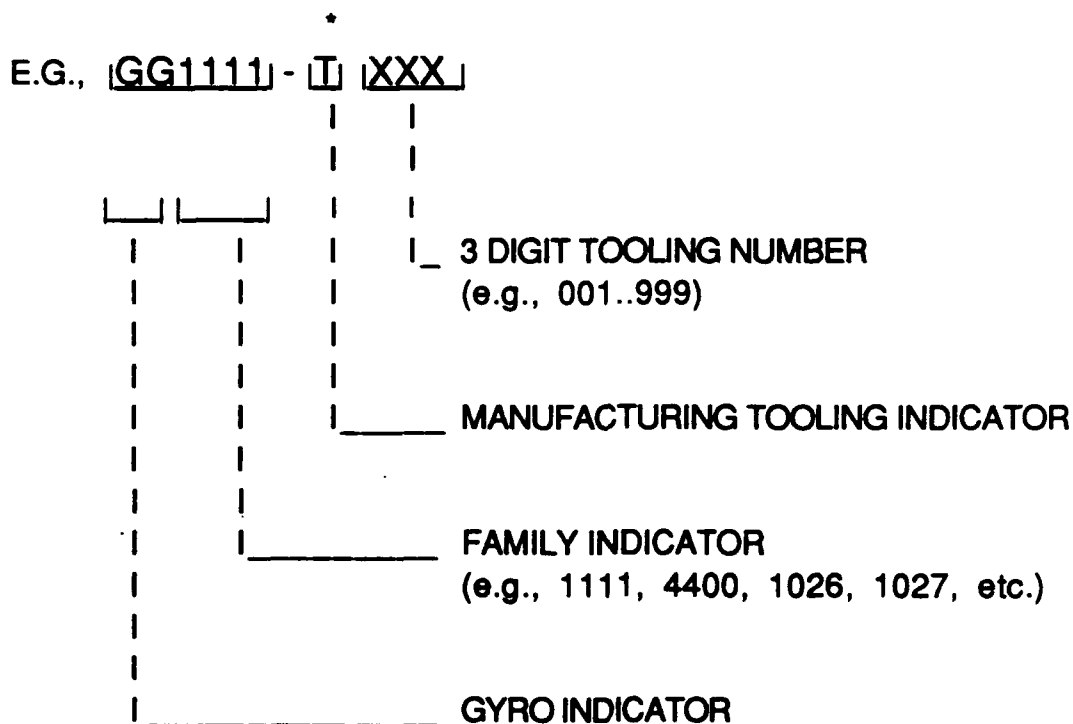 *
E.G., GG1111 - T XXX
3 DIGIT TOOLING NUMBER
(e.g., 001..999)
MANUFACTURING TOOLING INDICATOR
FAMILY INDICATOR
(e.g., 1111, 4400, 1026, 1027, etc.)
GYRO INDICATOR